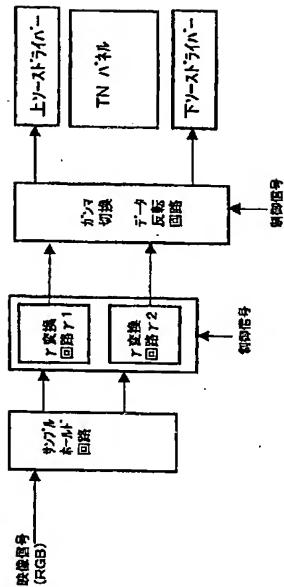 映像信号
(RGB)
サンプル
ホールド
回路
γ変換
回路γ1
γ変換
回路γ2
制御信号
ガンマ
切換
データ
反転
回路
制御信号
上ソースドライバー
TN パネル
下ソースドライバー